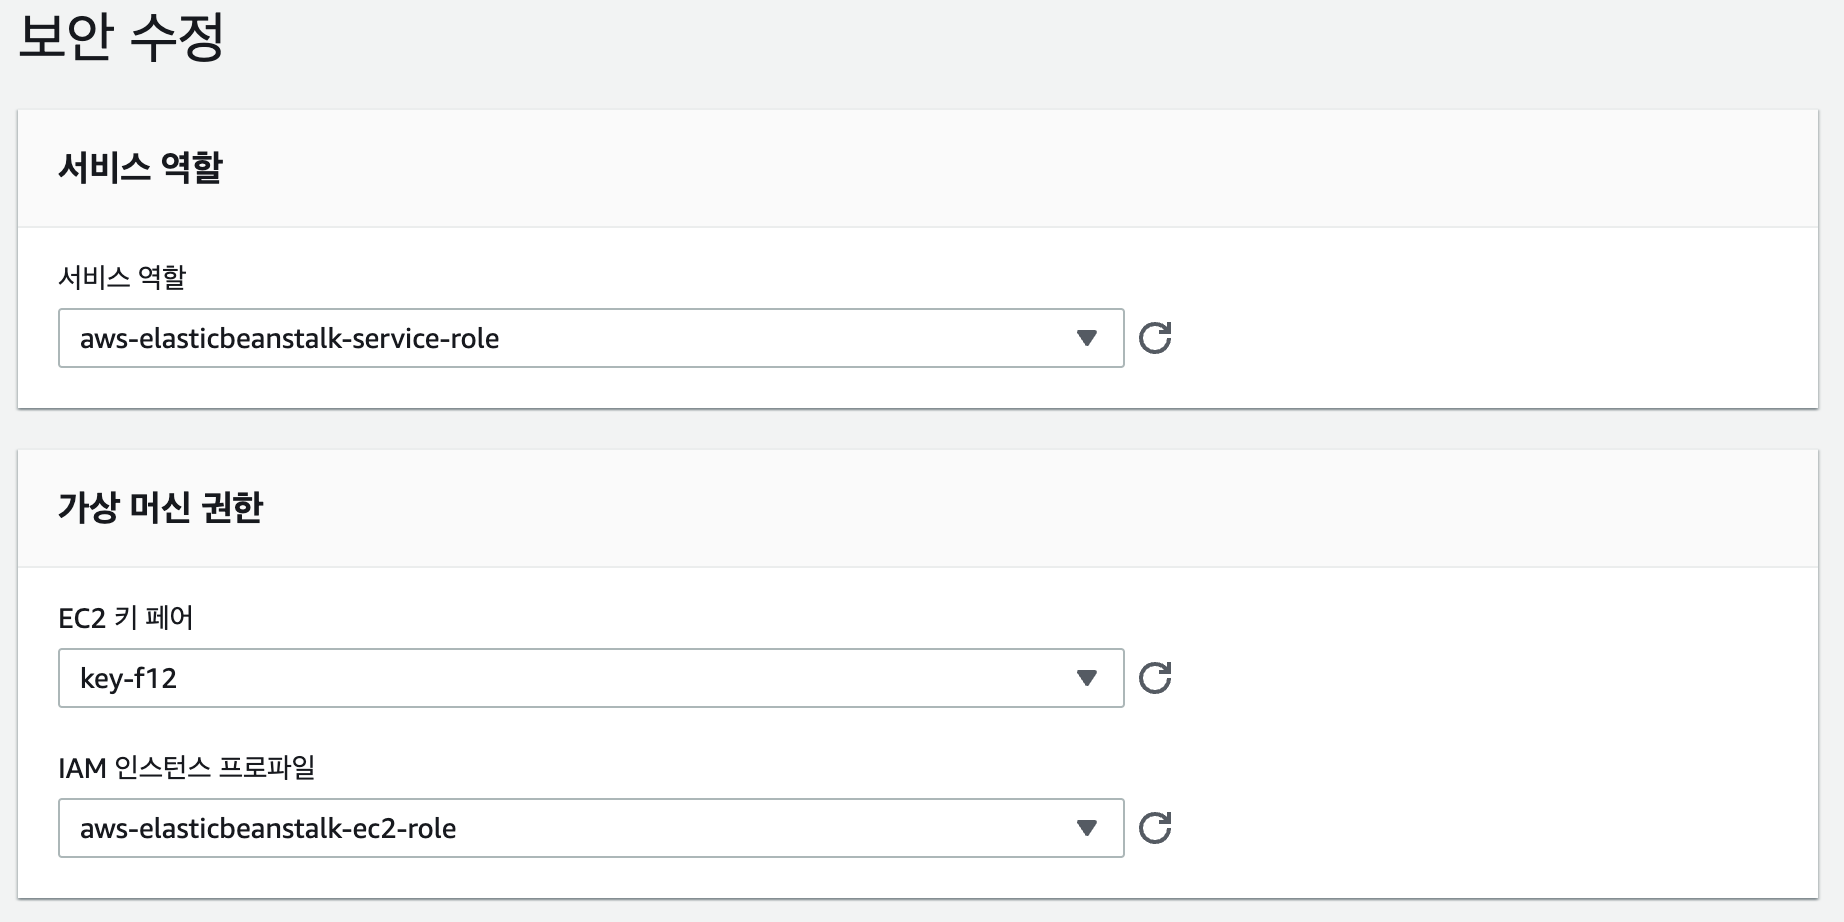 보안 수정
서비스 역할
서비스 역할
aws-elasticbeanstalk-service-role
가상 머신 권한
EC2 키 페어
key-f12
IAM 인스턴스 프로파일
aws-elasticbeanstalk-ec2-role